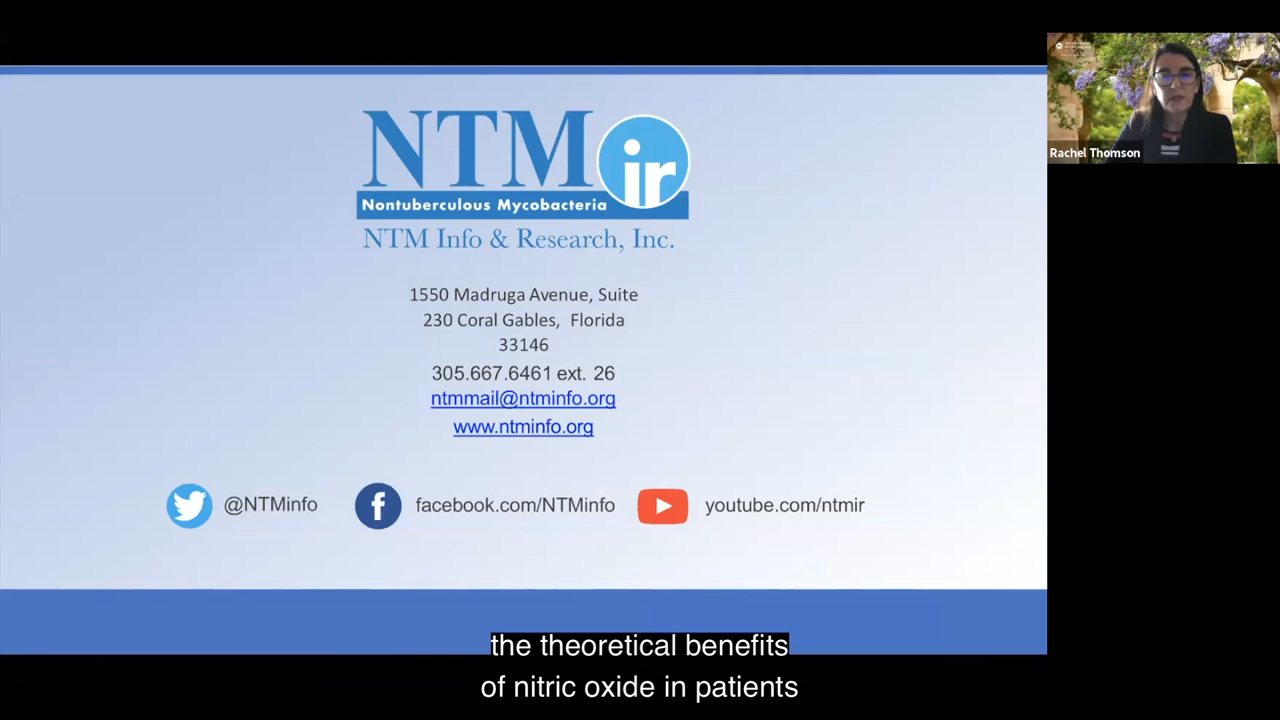 NTM
ir
Nontuberculous Mycobacteria
NTM Info & Research, Inc.
1550 Madruga Avenue, Suite
230 Coral Gables, Florida
33146
305.667.6461 ext. 26
ntmmail@ntminfo.org
www.ntminfo.org
@NTMinfo
facebook.com/NTMinfo
youtube.com/ntmir
Rachel Thomson
the theoretical benefits
of nitric oxide in patients